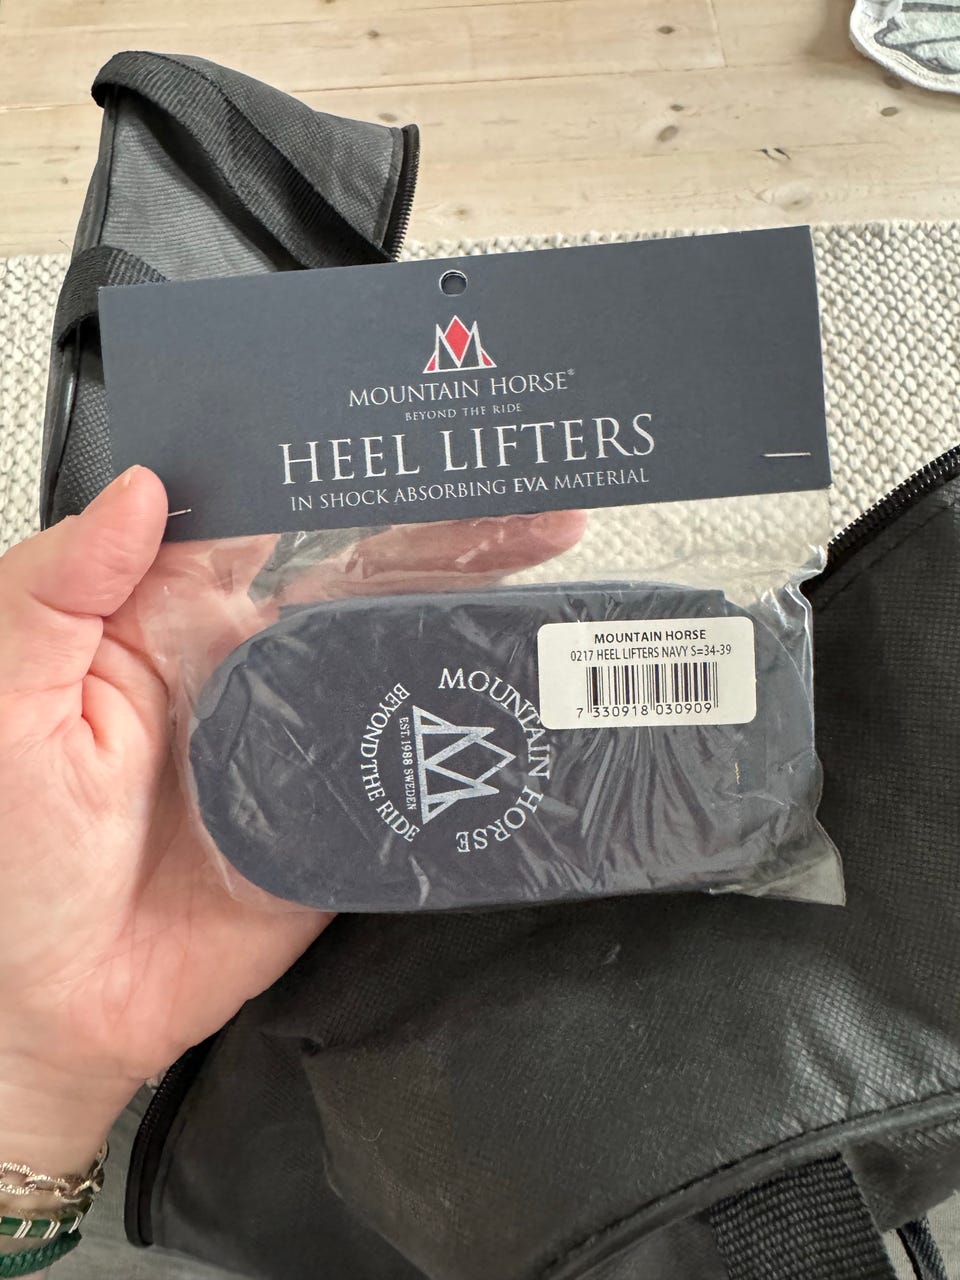 MOUNTAIN HORSE®
BEYOND THE RIDE
HEEL LIFTERS
IN SHOCK ABSORBING EVA MATERIAL
MOUNTAIN HORSE
0217 HEEL LIFTERS NAVY S=34-39
7 330918 030909
MOUNTAIN HORSE
EST. 1988 SWEDEN
BEYOND THE RIDE